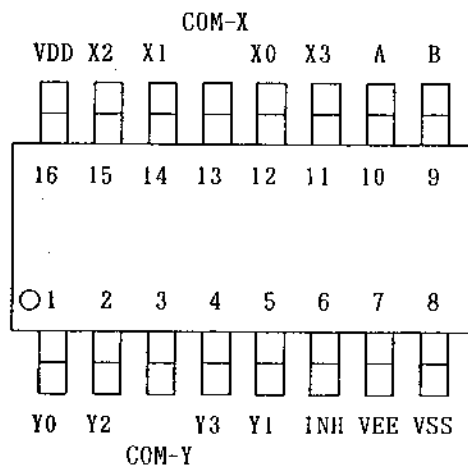 COM-X
VDD X2 X1 X0 X3 A B
16 15 14 13 12 11 10 9
1 2 3 4 5 6 7 8
Y0 Y2 Y3 Y1 INH VEE VSS
COM-Y